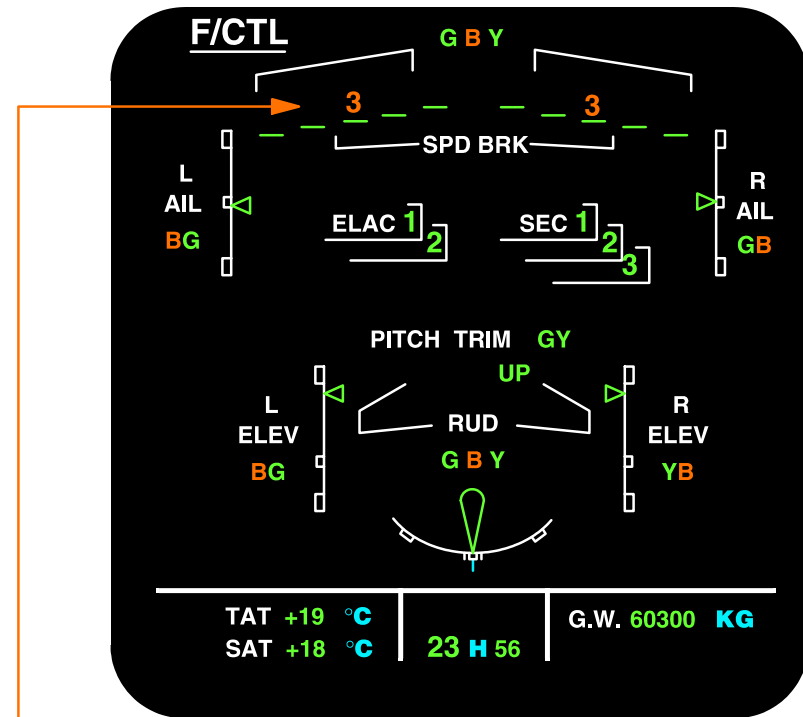 F/CTL
G B Y
3 3
SPD BRK
L
AIL
BG
R
AIL
GB
ELAC 1
2
SEC 1
2
3
PITCH TRIM GY
UP
L
ELEV
BG
R
ELEV
YB
RUD
G B Y
TAT +19 °C
SAT +18 °C
23 H 56
G.W. 60300 KG